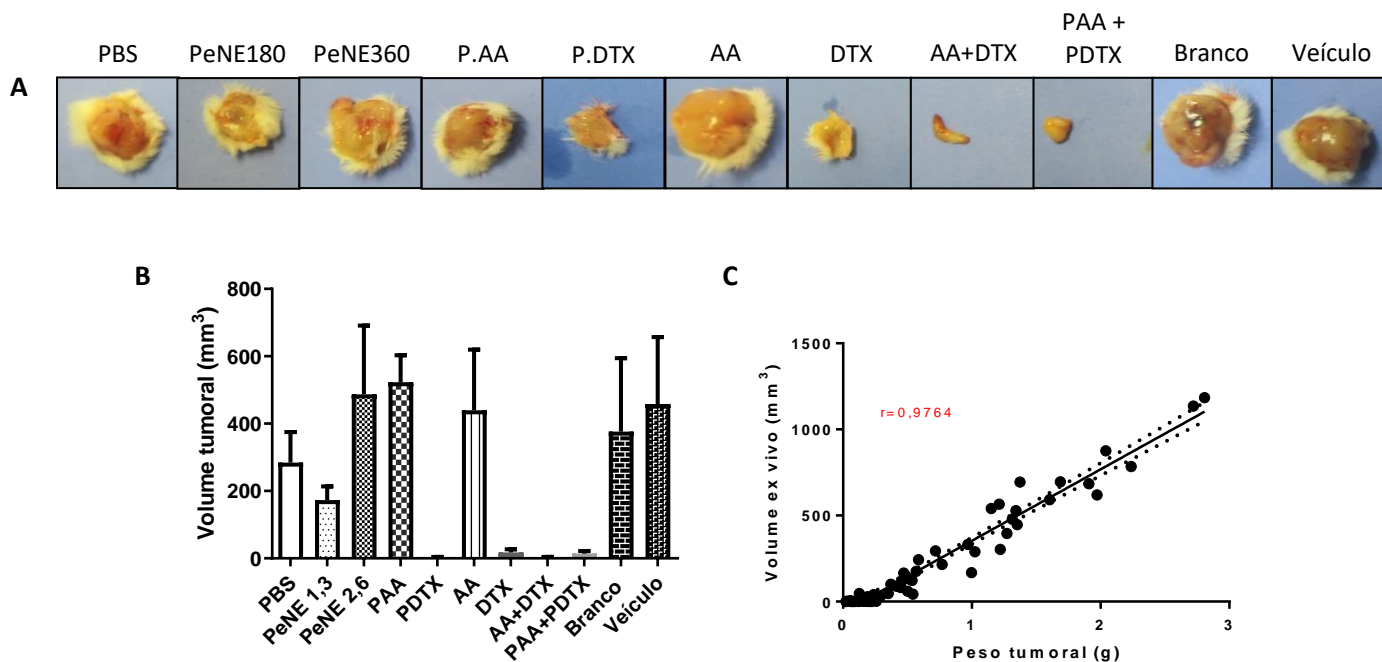 PAA +
PBS PeNE180 PeNE360 P.AA P.DTX AA DTX AA+DTX PDTX Branco Veículo
A
B
Volume tumoral (mm³)
800
600
400
200
0
PBS
PeNE 1,3
PeNE 2,6
PAA
PDTX
AA
DTX
AA+DTX
PAA+PDTX
Branco
Veículo
C
Volume ex vivo (mm³)
1500
1000
500
0
r=0,9764
0 1 2 3
Peso tumoral (g)